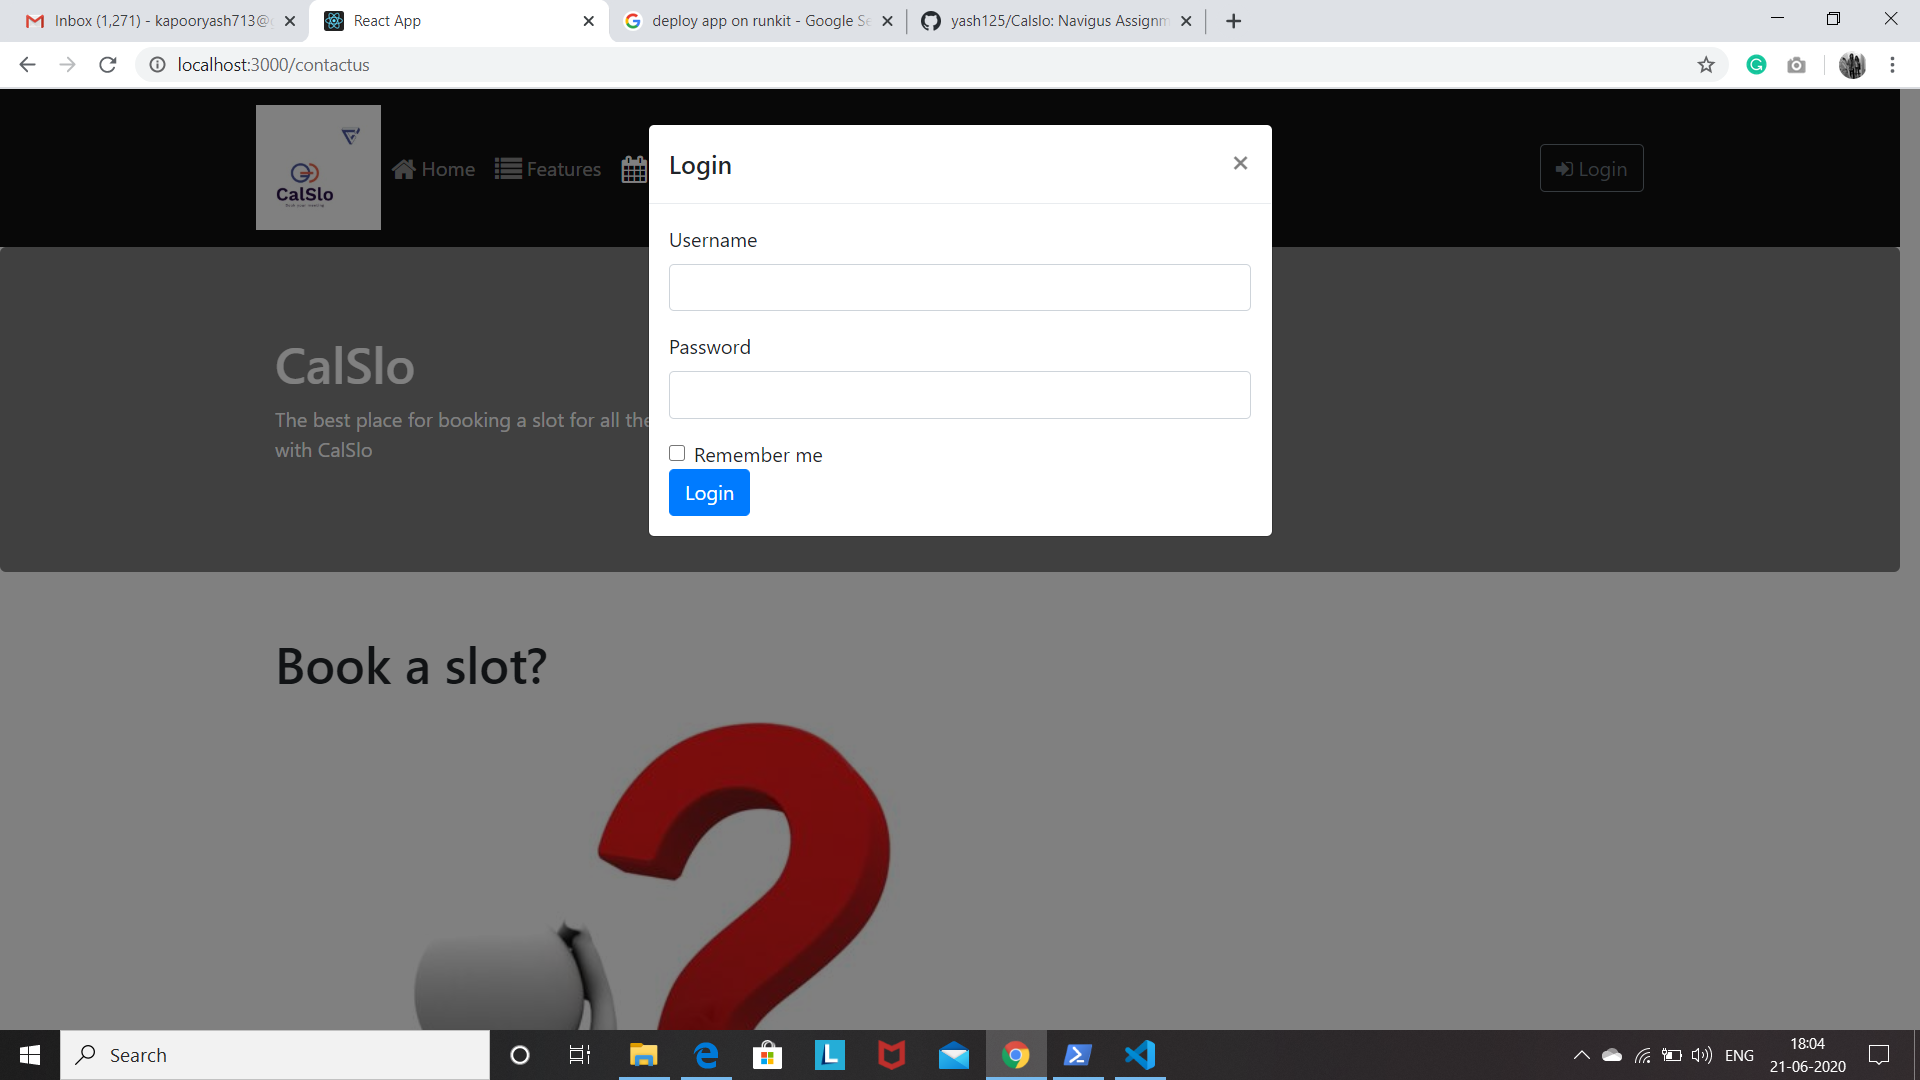 Inbox (1,271) - kapooryash713@g
React App
deploy app on runkit - Google Se
yash125/Calslo: Navigus Assignm
localhost:3000/contactus
CalSlo
Home
Features
Login
Login
Username
Password
Remember me
Login
CalSlo
The best place for booking a slot for all the
with CalSlo
Book a slot?
Search
ENG
18:04
21-06-2020